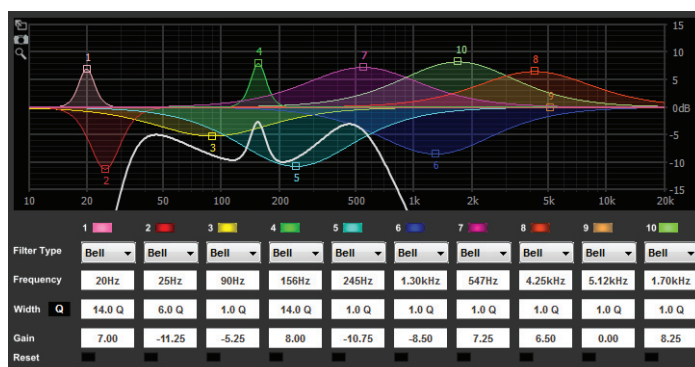 15
10
5
0dB
-5
-10
-15
1 2 3 4 5 6 7 8 9 10
10 20 50 100 200 500 1k 2k 5k 10k 20k
1 2 3 4 5 6 7 8 9 10
Filter Type Bell Bell Bell Bell Bell Bell Bell Bell Bell Bell
Frequency 20Hz 25Hz 90Hz 156Hz 245Hz 1.30kHz 547Hz 4.25kHz 5.12kHz 1.70kHz
Width Q 14.0 Q 6.0 Q 1.0 Q 14.0 Q 1.0 Q 1.0 Q 1.0 Q 1.0 Q 1.0 Q 1.0 Q
Gain 7.00 -11.25 -5.25 8.00 -10.75 -8.50 7.25 6.50 0.00 8.25
Reset